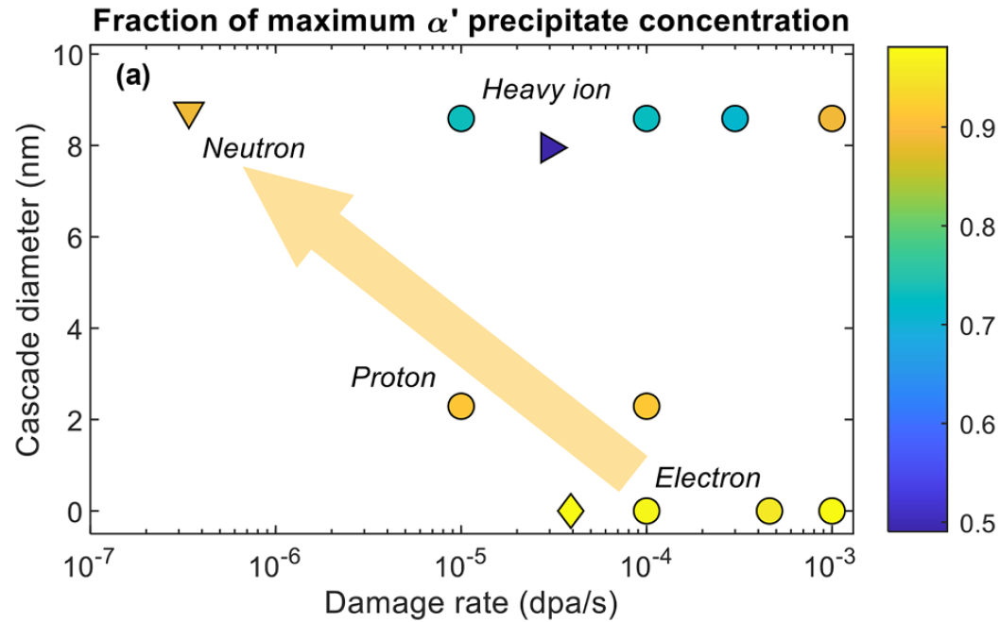 Fraction of maximum α' precipitate concentration
(a)
Heavy ion
Neutron
Proton
Electron
Cascade diameter (nm)
10
8
6
4
2
0
10^-7
10^-6
10^-5
10^-4
10^-3
Damage rate (dpa/s)
0.9
0.8
0.7
0.6
0.5